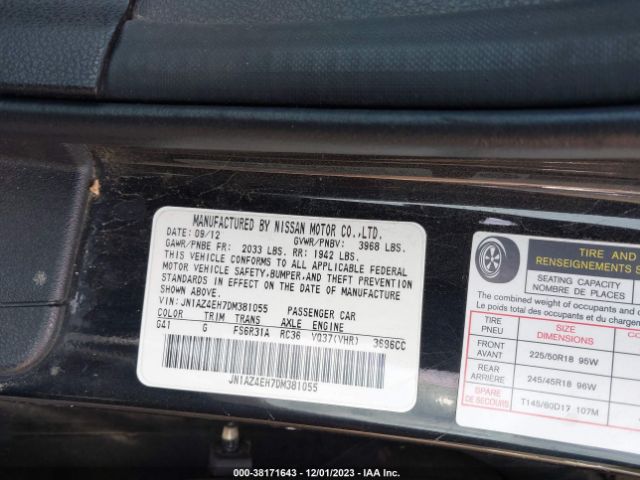 MANUFACTURED BY NISSAN MOTOR CO.,LTD.
DATE: 09/12 GVWR/PNBV: 3968 LBS.
GAWR/PNBE FR: 2033 LBS. RR: 1942 LBS.
THIS VEHICLE CONFORMS TO ALL APPLICABLE FEDERAL
MOTOR VEHICLE SAFETY, BUMPER, AND THEFT PREVENTION
STANDARDS IN EFFECT ON THE DATE OF MANUFACTURE
SHOWN ABOVE.
VIN: JN1AZ4EH7DM381055 PASSENGER CAR
COLOR TRIM TRANS AXLE ENGINE
G41 G FS6R31A RC36 VQ37(VHR) 3696CC
JN1AZ4EH7DM381055
TIRE AND
RENSEIGNEMENTS S
SEATING CAPACITY
NOMBRE DE PLACES
The combined weight of occupants and c
Le poids total des occupants et du
TIRE SIZE CO
PNEU DIMENSIONS
FRONT
AVANT 225/50R18 95W
REAR
ARRIÈRE 245/45R18 96W
SPARE
DE SECOURS T145/80D17 107M
000-38171643 - 12/01/2023 - IAA Inc.